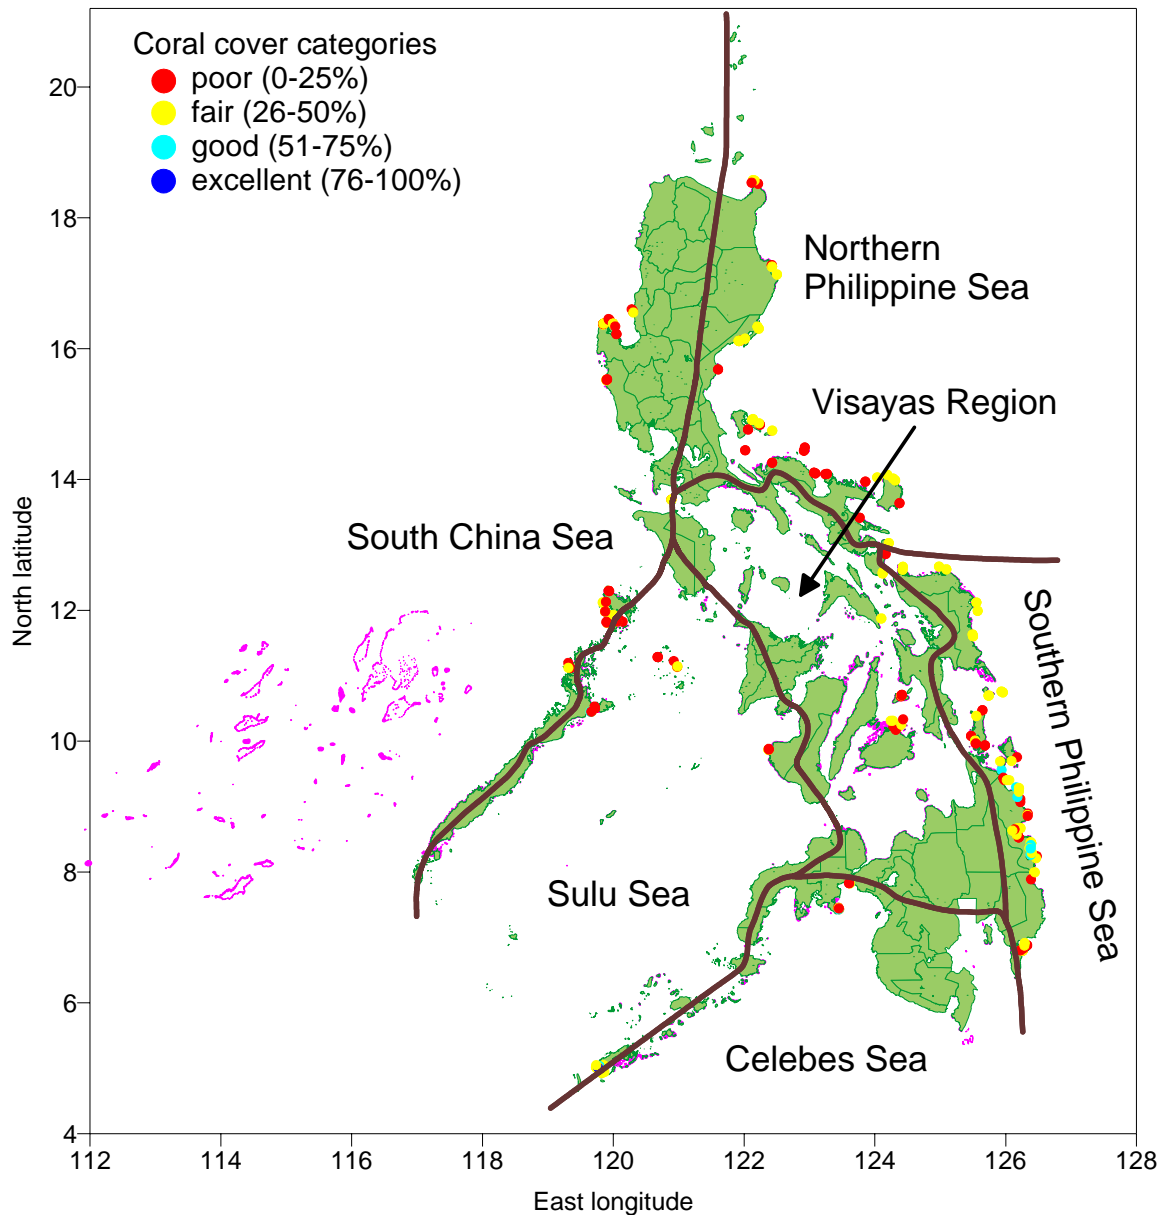 Coral cover categories
poor (0-25%)
fair (26-50%)
good (51-75%)
excellent (76-100%)
Northern
Philippine Sea
Visayas Region
South China Sea
Southern Philippine Sea
Sulu Sea
Celebes Sea
North latitude
20
18
16
14
12
10
8
6
4
112
114
116
118
120
122
124
126
128
East longitude